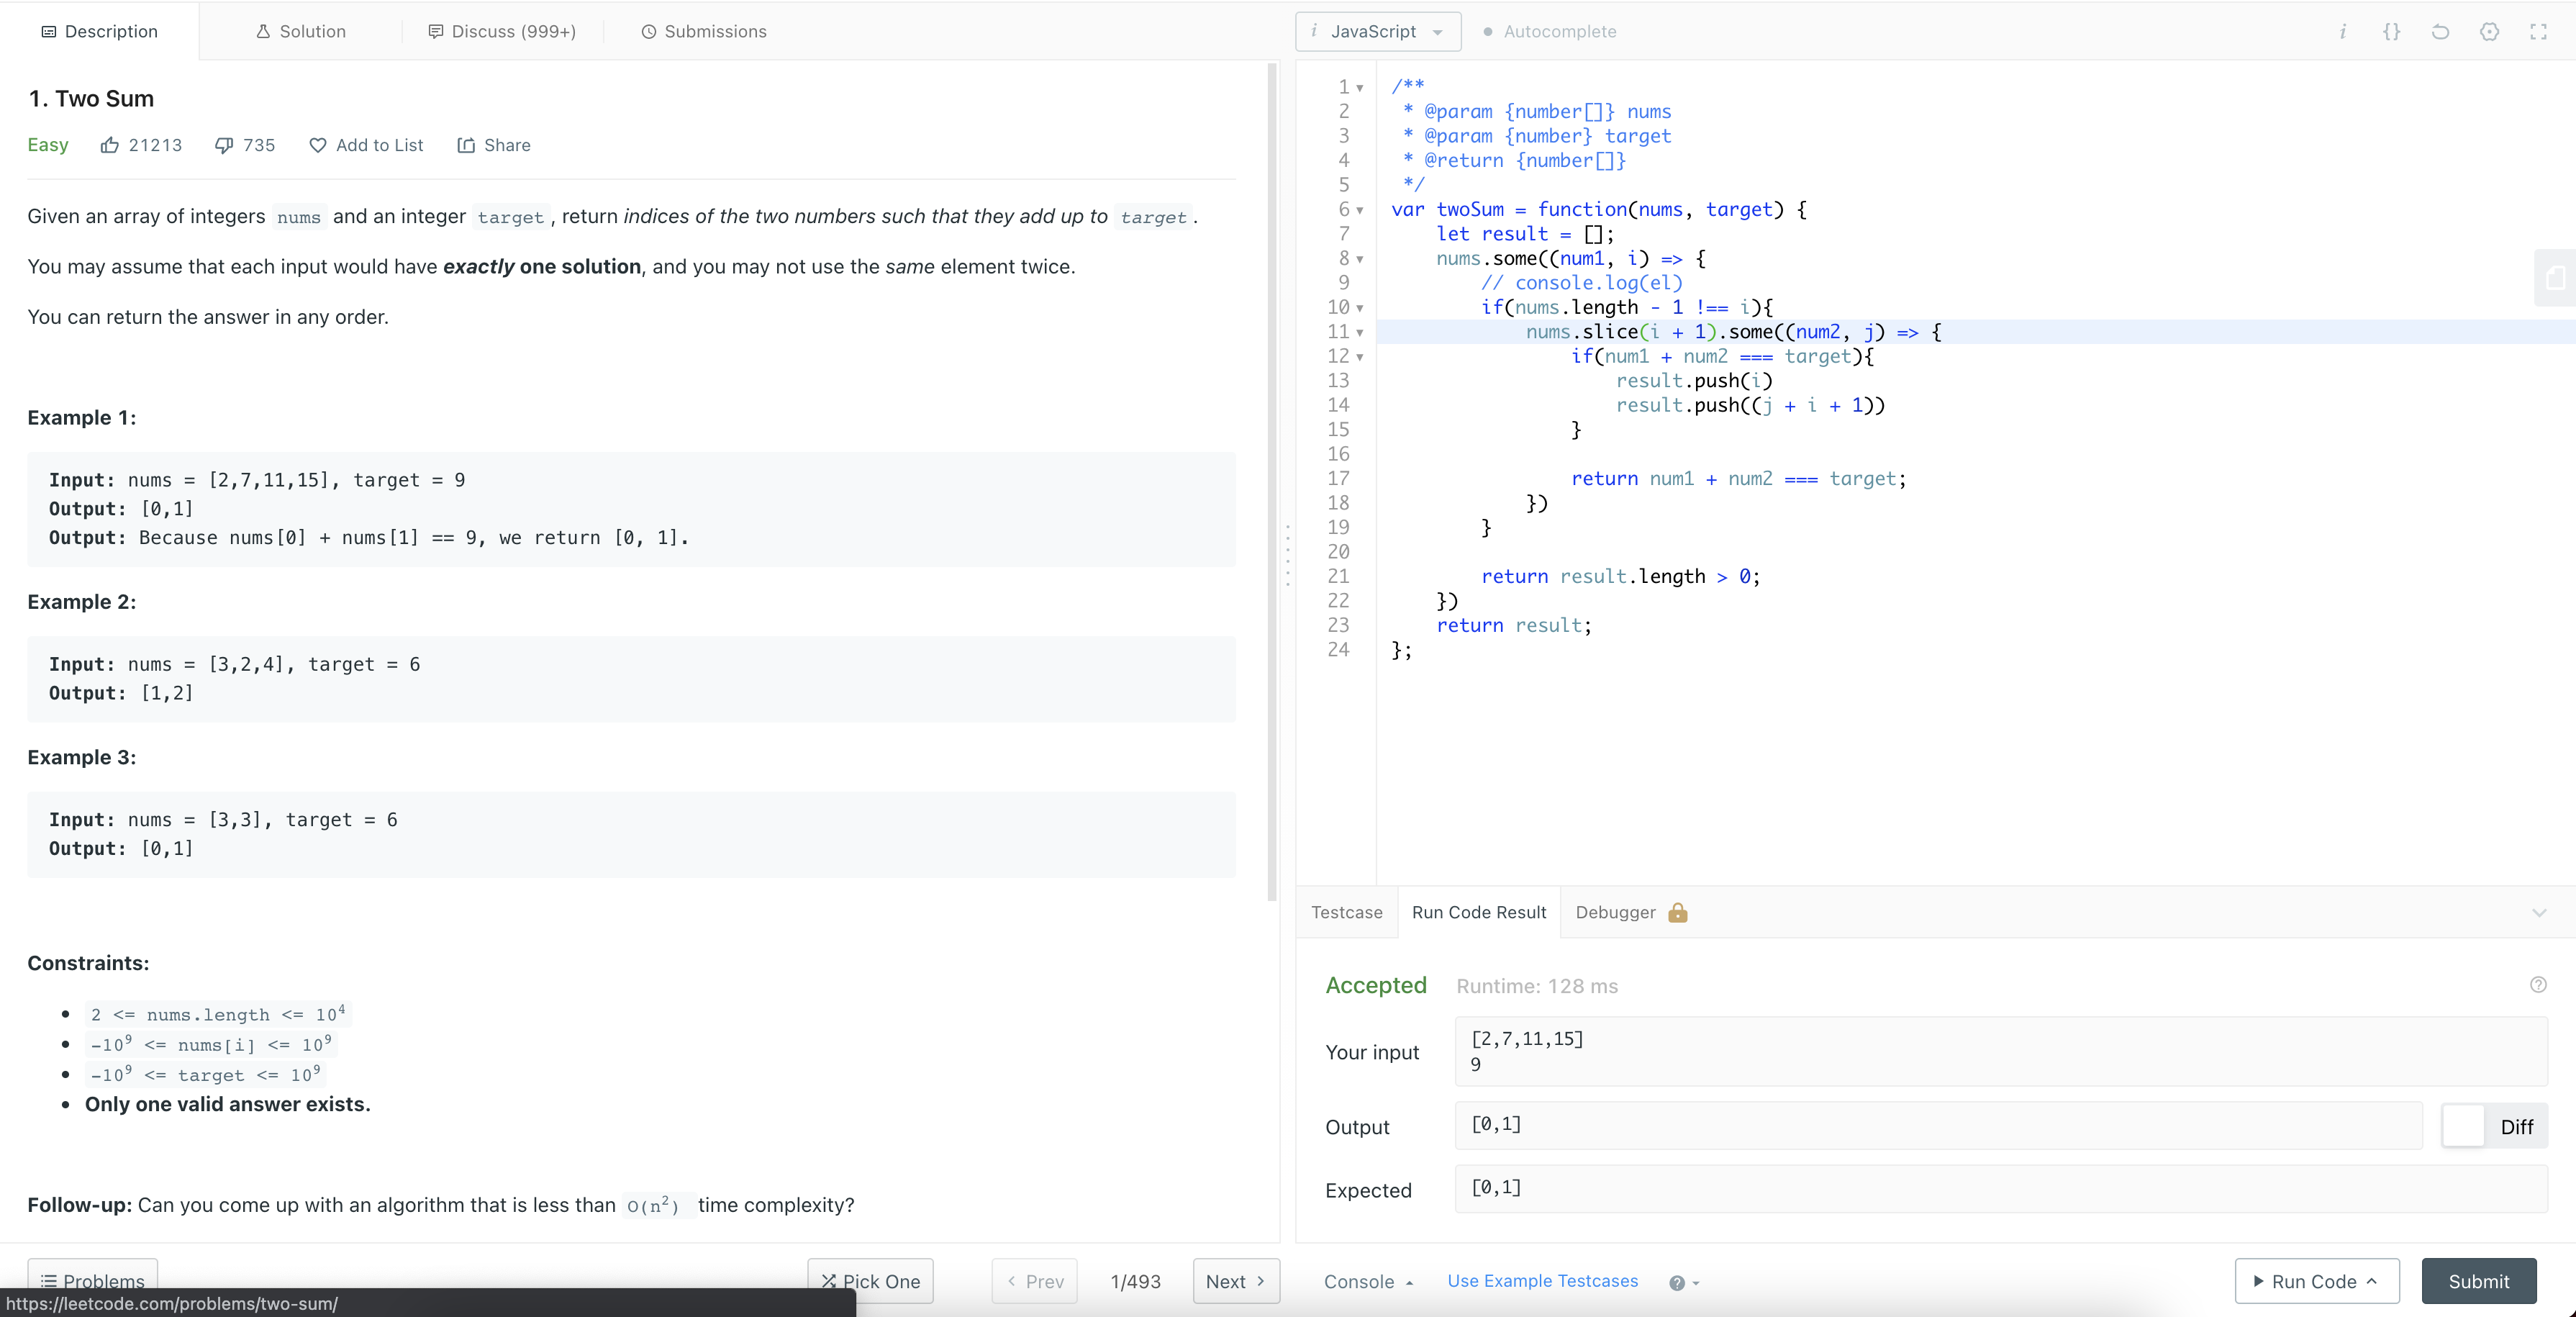 Description
Solution
Discuss (999+)
Submissions
1. Two Sum
Easy 21213 735 Add to List Share
Given an array of integers nums and an integer target, return indices of the two numbers such that they add up to target.
You may assume that each input would have exactly one solution, and you may not use the same element twice.
You can return the answer in any order.
Example 1:
Input: nums = [2,7,11,15], target = 9
Output: [0,1]
Output: Because nums[0] + nums[1] == 9, we return [0, 1].
Example 2:
Input: nums = [3,2,4], target = 6
Output: [1,2]
Example 3:
Input: nums = [3,3], target = 6
Output: [0,1]
Constraints:
• 2 <= nums.length <= 10⁴
• -10⁹ <= nums[i] <= 10⁹
• -10⁹ <= target <= 10⁹
• Only one valid answer exists.
Follow-up: Can you come up with an algorithm that is less than O(n²) time complexity?
Problems
Pick One
Prev
1/493
Next
https://leetcode.com/problems/two-sum/
i JavaScript
Autocomplete
i {}
1 /**
2  * @param {number[]} nums
3  * @param {number} target
4  * @return {number[]}
5  */
6 var twoSum = function(nums, target) {
7     let result = [];
8     nums.some((num1, i) => {
9         // console.log(el)
10         if(nums.length - 1 !== i){
11             nums.slice(i + 1).some((num2, j) => {
12                 if(num1 + num2 === target){
13                     result.push(i)
14                     result.push((j + i + 1))
15                 }
16
17                 return num1 + num2 === target;
18             })
19         }
20
21         return result.length > 0;
22     })
23     return result;
24 };
Testcase
Run Code Result
Debugger
Accepted Runtime: 128 ms
?
Your input
[2,7,11,15]
9
Output
[0,1]
Diff
Expected
[0,1]
Console
Use Example Testcases
?
Run Code
Submit